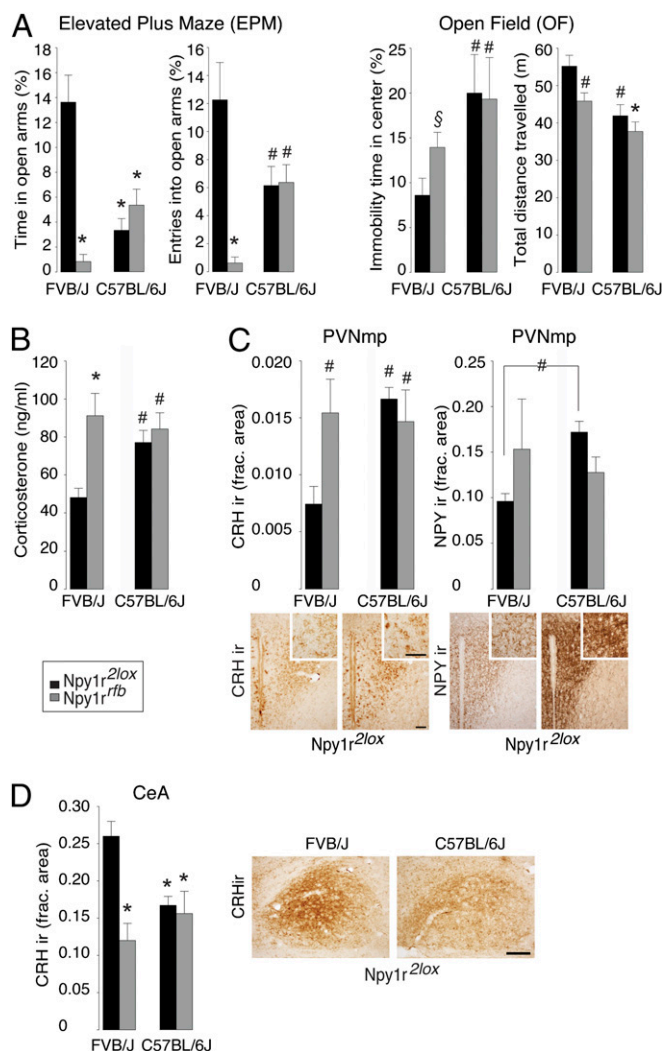 A
Elevated Plus Maze (EPM)
Open Field (OF)
Time in open arms (%)
16
14
12
10
8
6
4
2
0
*
*
*
FVB/J C57BL/6J
Entries into open arms (%)
16
14
12
10
8
6
4
2
0
*
# #
FVB/J C57BL/6J
Immobility time in center (%)
25
20
15
10
5
0
§
# #
FVB/J C57BL/6J
Total distance travelled (m)
60
50
40
30
20
10
0
#
#
*
FVB/J C57BL/6J
B
Corticosterone (ng/ml)
120
100
80
60
40
20
0
*
# #
FVB/J C57BL/6J
Npy1r2lox
Npy1rrfb
C
PVNmp
CRH ir (frac. area)
0.020
0.015
0.010
0.005
0
#
# #
FVB/J C57BL/6J
PVNmp
NPY ir (frac. area)
0.25
0.20
0.15
0.10
0.05
0
#
FVB/J C57BL/6J
CRH ir
Npy1r2lox
NPY ir
Npy1r2lox
D
CeA
CRH ir (frac. area)
0.30
0.25
0.20
0.15
0.10
0.05
0
*
* *
FVB/J C57BL/6J
FVB/J C57BL/6J
CRHir
Npy1r2lox